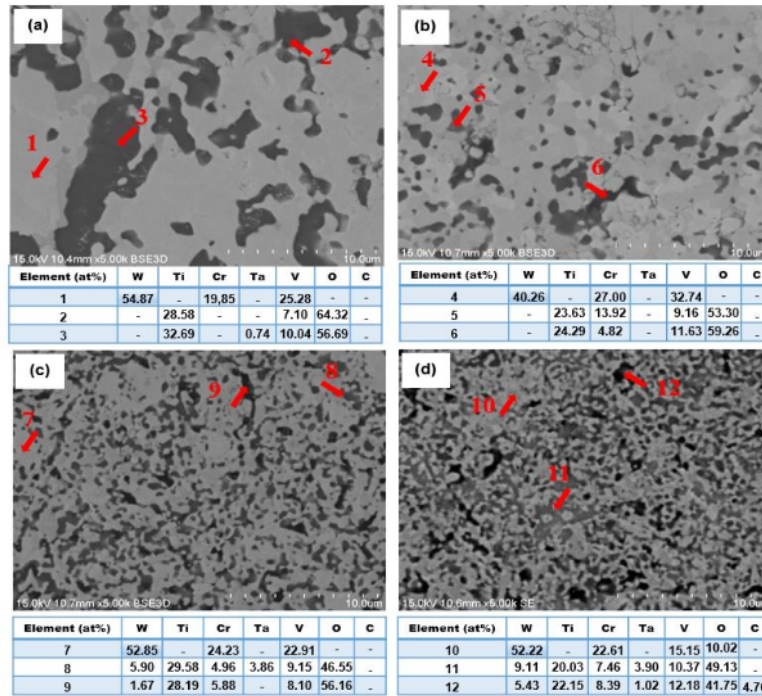 (a)
2
3
1
15.0kV 10.4mm x5.00k BSE3D 10.0um
Element (at%) W Ti Cr Ta V O C
1 54.87 - 19,85 25.28 - -
2 - 28.58 - 7.10 64.32 -
3 - 32.69 - 0.74 10.04 56.69 -
(b)
4
5
6
15.0kV 10.7mm x5.00k BSE3D 10.0um
Element (at%) W Ti Cr Ta V O C
4 40.26 - 27.00 - 32.74 - -
5 - 23.63 13.92 - 9.16 53.30 -
6 - 24.29 4.82 - 11.63 59.26 -
(c)
8
9
7
15.0kV 10.7mm x5.00k BSE3D 10.0um
Element (at%) W Ti Cr Ta V O C
7 52.85 - 24.23 - 22.91 - -
8 5.90 29.58 4.96 3.86 9.15 46.55 -
9 1.67 28.19 5.88 - 8.10 56.16 -
(d)
12
10
11
15.0kV 10.6mm x5.00k SE 10.0um
Element (at%) W Ti Cr Ta V O C
10 52.22 - 22.61 - 15.15 10.02 -
11 9.11 20.03 7.46 3.90 10.37 49.13 -
12 5.43 22.15 8.39 1.02 12.18 41.75